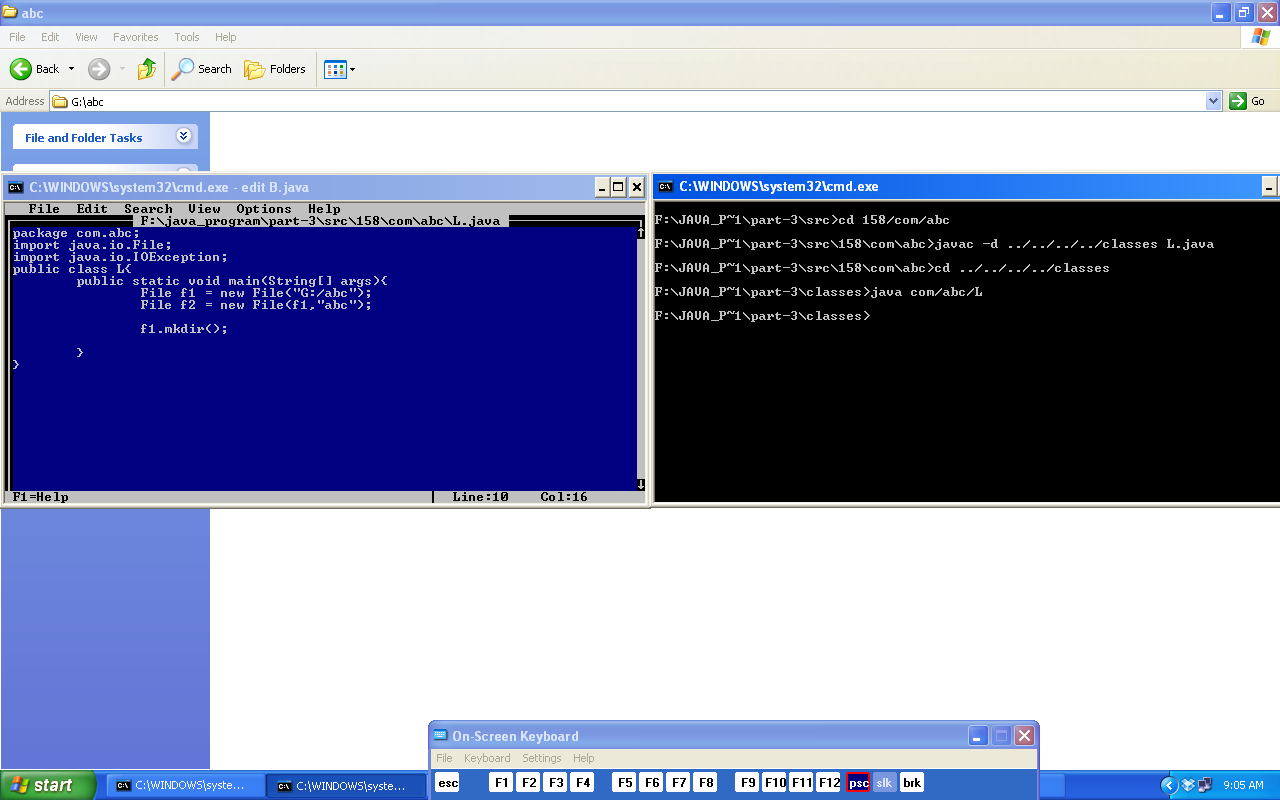 abc
File Edit View Favorites Tools Help
Back Search Folders
Address G:\abc Go
File and Folder Tasks
C:\WINDOWS\system32\cmd.exe - edit B.java
File Edit Search View Options Help
F:\java_program\part-3\src\158\com\abc\L.java
package com.abc;
import java.io.File;
import java.io.IOException;
public class L{
public static void main(String[] args){
File f1 = new File("G:/abc");
File f2 = new File(f1,"abc");
f1.mkdir();
}
}
F1=Help Line:10 Col:16
C:\WINDOWS\system32\cmd.exe
F:\JAVA_P~1\part-3\src>cd 158/com/abc
F:\JAVA_P~1\part-3\src\158\com\abc>javac -d ../../../../classes L.java
F:\JAVA_P~1\part-3\src\158\com\abc>cd ../../../../classes
F:\JAVA_P~1\part-3\classes>java com/abc/L
F:\JAVA_P~1\part-3\classes>
On-Screen Keyboard
File Keyboard Settings Help
esc F1 F2 F3 F4 F5 F6 F7 F8 F9 F10 F11 F12 psc slk brk
start C:\WINDOWS\syste... C:\WINDOWS\syste... 9:05 AM